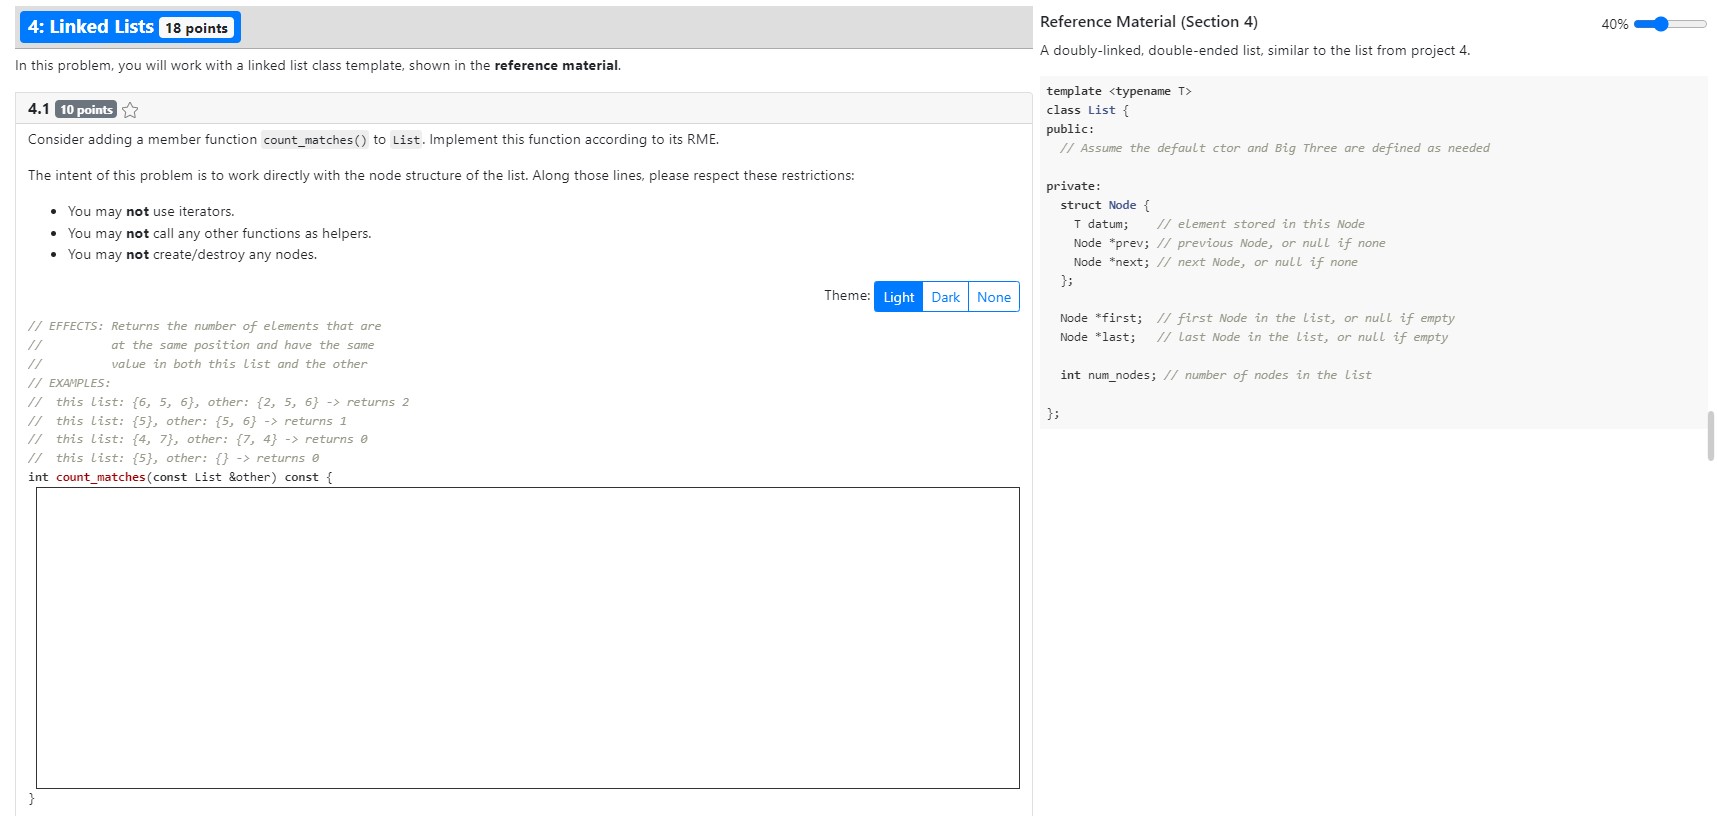 4: Linked Lists 18 points
In this problem, you will work with a linked list class template, shown in the reference material.
4.1 10 points
Consider adding a member function count_matches() to List. Implement this function according to its RME.
The intent of this problem is to work directly with the node structure of the list. Along those lines, please respect these restrictions:
• You may not use iterators.
• You may not call any other functions as helpers.
• You may not create/destroy any nodes.
Theme: Light Dark None
// EFFECTS: Returns the number of elements that are
//          at the same position and have the same
//          value in both this list and the other
// EXAMPLES:
//  this list: {6, 5, 6}, other: {2, 5, 6} -> returns 2
//  this list: {5}, other: {5, 6} -> returns 1
//  this list: {4, 7}, other: {7, 4} -> returns 0
//  this list: {5}, other: {} -> returns 0
int count_matches(const List &other) const {
}
Reference Material (Section 4)
40%
A doubly-linked, double-ended list, similar to the list from project 4.
template <typename T>
class List {
public:
  // Assume the default ctor and Big Three are defined as needed
private:
  struct Node {
    T datum;    // element stored in this Node
    Node *prev; // previous Node, or null if none
    Node *next; // next Node, or null if none
  };
  Node *first;  // first Node in the list, or null if empty
  Node *last;   // last Node in the list, or null if empty
  int num_nodes; // number of nodes in the list
};